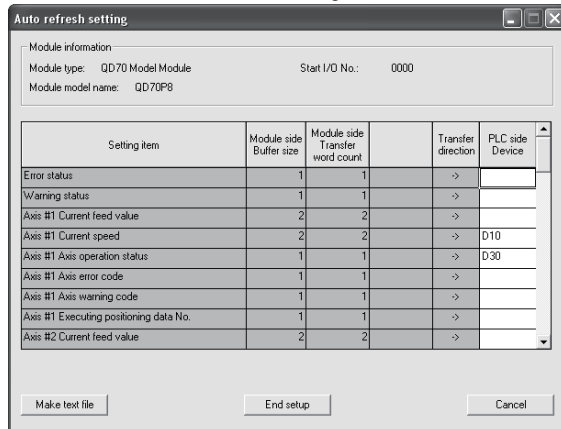 Auto refresh setting
Module information
Module type: QD70 Model Module Start I/O No.: 0000
Module model name: QD70P8
Setting item Module side Buffer size Module side Transfer word count Transfer direction PLC side Device
Error status 1 1 ->
Warning status 1 1 ->
Axis #1 Current feed value 2 2 ->
Axis #1 Current speed 2 2 -> D10
Axis #1 Axis operation status 1 1 -> D30
Axis #1 Axis error code 1 1 ->
Axis #1 Axis warning code 1 1 ->
Axis #1 Executing positioning data No. 1 1 ->
Axis #2 Current feed value 2 2 ->
Make text file End setup Cancel